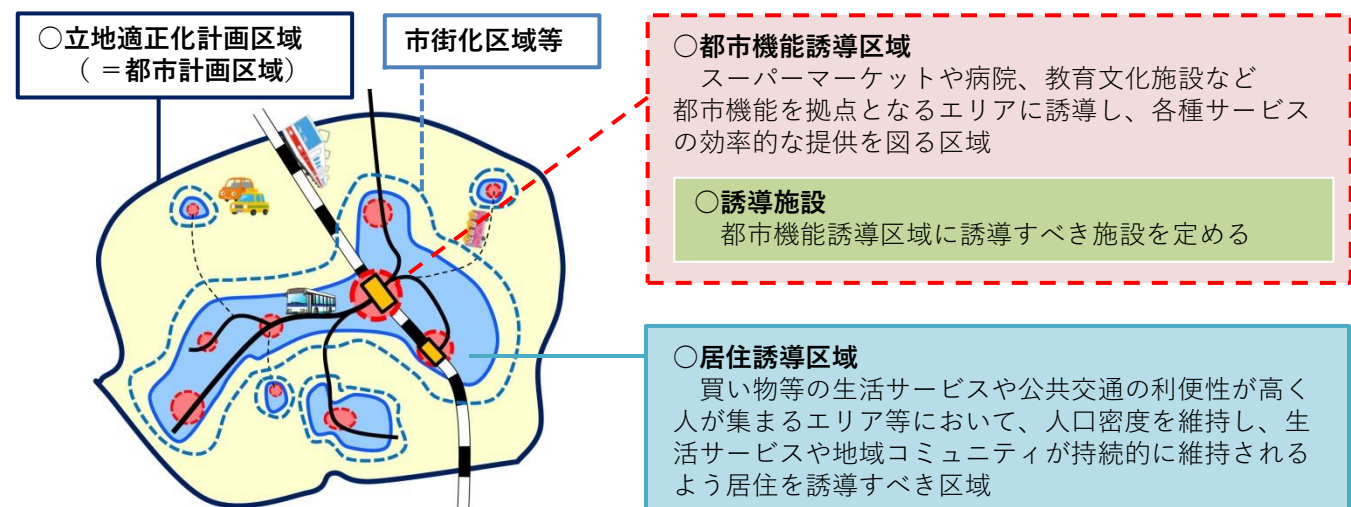 ○立地適正化計画区域
（ =都市計画区域）
市街化区域等
○都市機能誘導区域
スーパーマーケットや病院、教育文化施設など
都市機能を拠点となるエリアに誘導し、各種サービス
の効率的な提供を図る区域
○誘導施設
都市機能誘導区域に誘導すべき施設を定める
○居住誘導区域
買い物等の生活サービスや公共交通の利便性が高く
人が集まるエリア等において、人口密度を維持し、生
活サービスや地域コミュニティが持続的に維持される
よう居住を誘導すべき区域